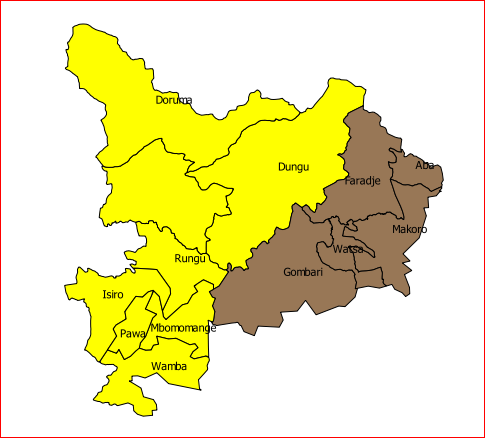 Doruma
Dungu
Aba
Faradje
Makoro
Watsa
Rungu
Gombari
Isiro
Pawa
Mbomomange
Wamba